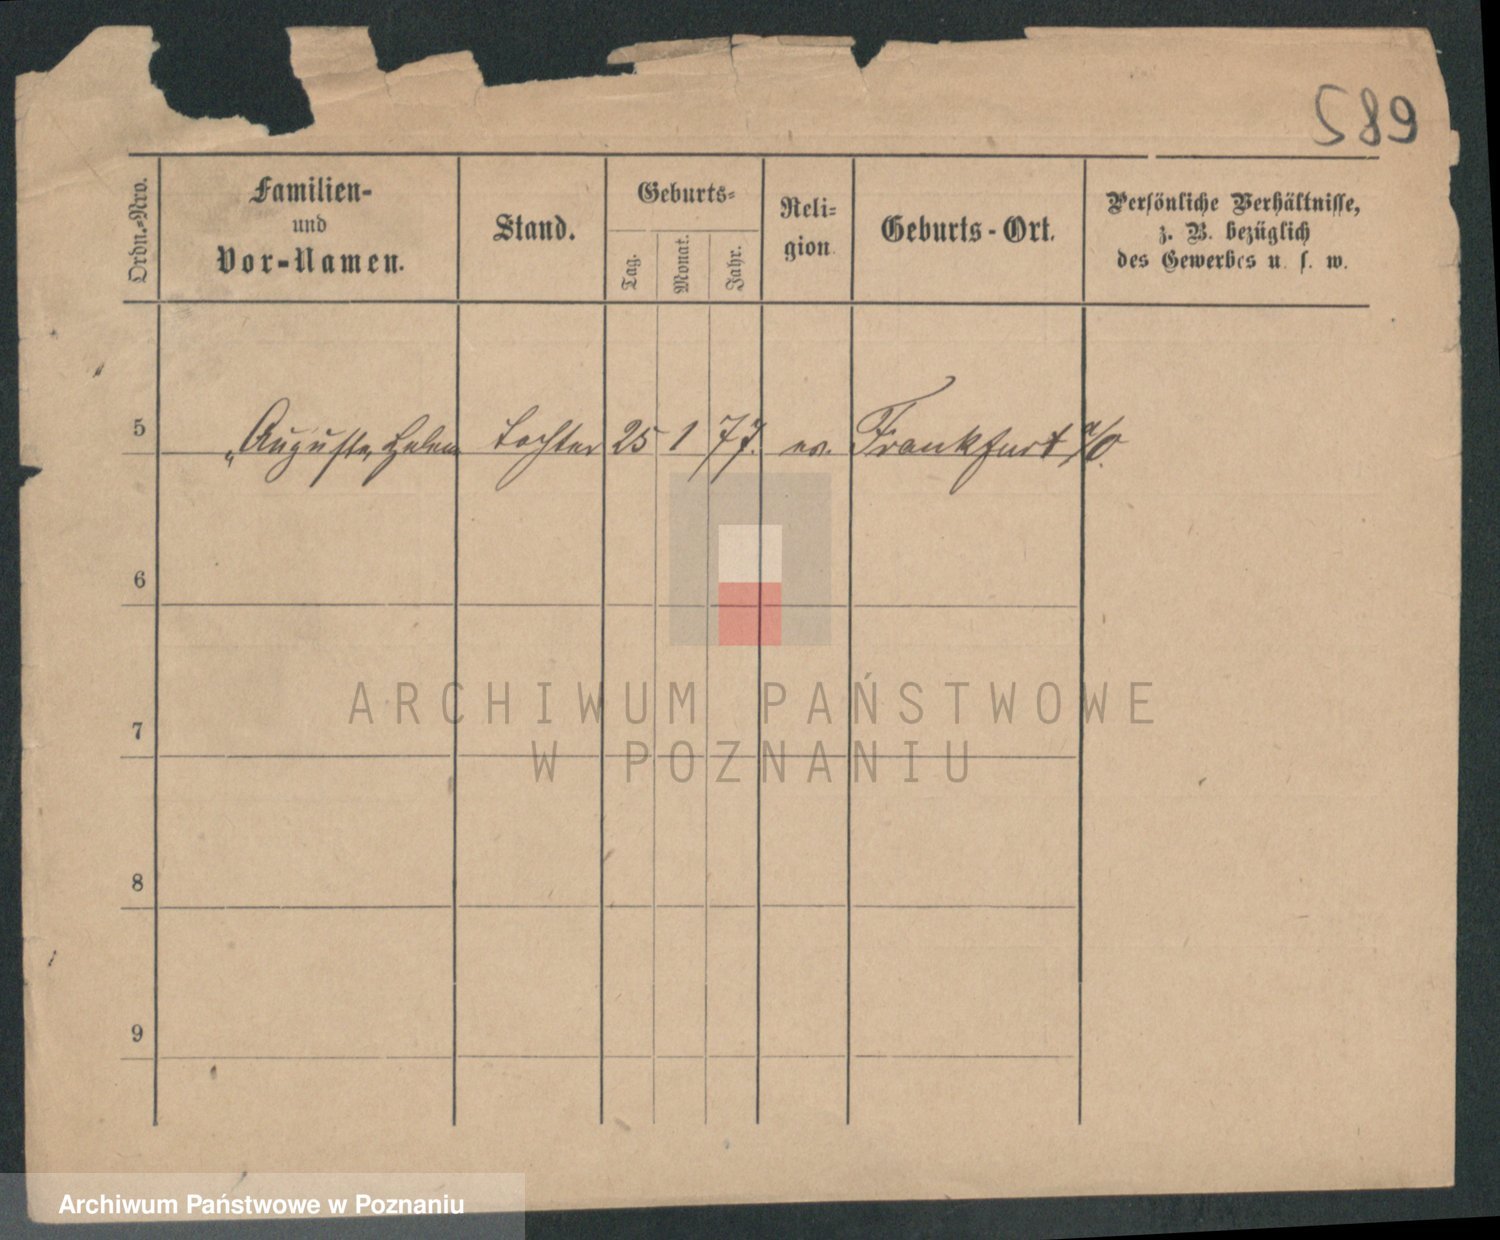 589
Ordn.-Nro.
Familien-
und
Vor-Namen.
Stand.
Geburts-
Tag.
Monat.
Jahr.
Reli-
gion
Geburts-Ort.
Persönliche Verhältnisse,
z. B. bezüglich
des Gewerbes u. s. w.
5 „ Auguste, Helene Tochter 25 1 77. ev. Frankfurt a/O.
6
7
8
9
ARCHIWUM PAŃSTWOWE
W POZNANIU
Archiwum Państwowe w Poznaniu